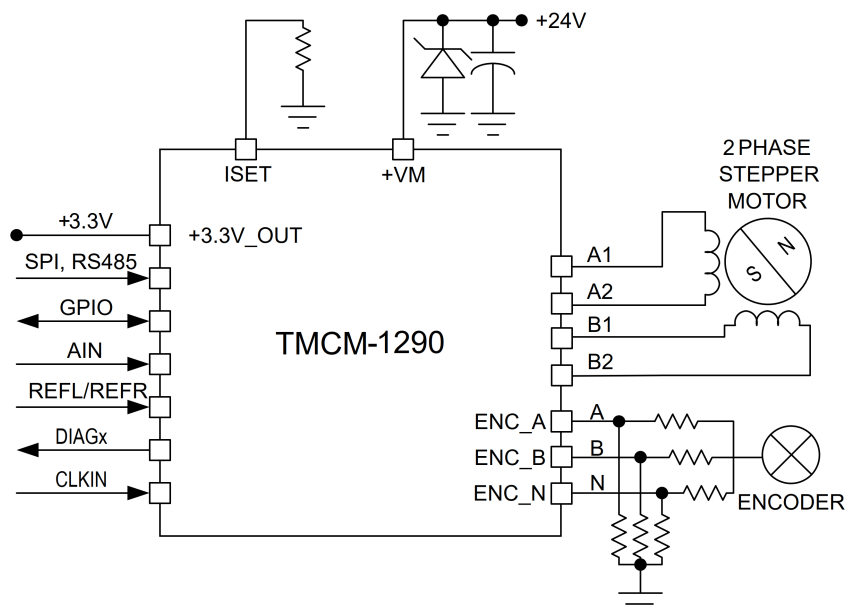 +24V
ISET
+VM
2 PHASE
STEPPER
MOTOR
+3.3V
+3.3V_OUT
SPI, RS485
GPIO
AIN
REFL/REFR
DIAGx
CLKIN
TMCM-1290
A1
A2
B1
B2
S N
ENC_A
A
ENC_B
B
ENC_N
N
ENCODER